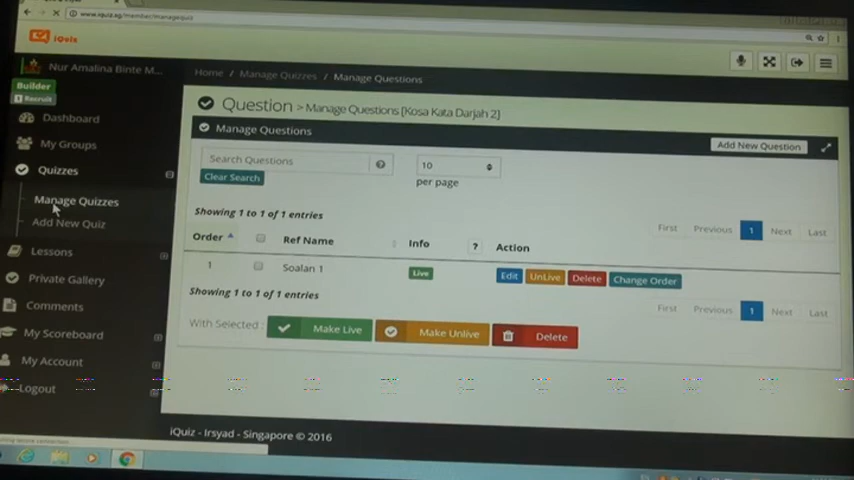 www.iquiz.sg/member/managequiz
iQuiz
Nur Amalina Binte M...
Builder
1 Recruit
Home / Manage Quizzes / Manage Questions
Dashboard
My Groups
Quizzes
Manage Quizzes
Add New Quiz
Lessons
Private Gallery
Comments
My Scoreboard
My Account
Logout
Question > Manage Questions [Kosa Kata Darjah 2]
Manage Questions
Add New Question
Search Questions
10
Clear Search
per page
Showing 1 to 1 of 1 entries
First Previous 1 Next Last
Order Ref Name Info ? Action
1 Soalan 1 Live Edit UnLive Delete Change Order
Showing 1 to 1 of 1 entries
First Previous 1 Next Last
With Selected : Make Live Make Unlive Delete
iQuiz - Irsyad - Singapore © 2016